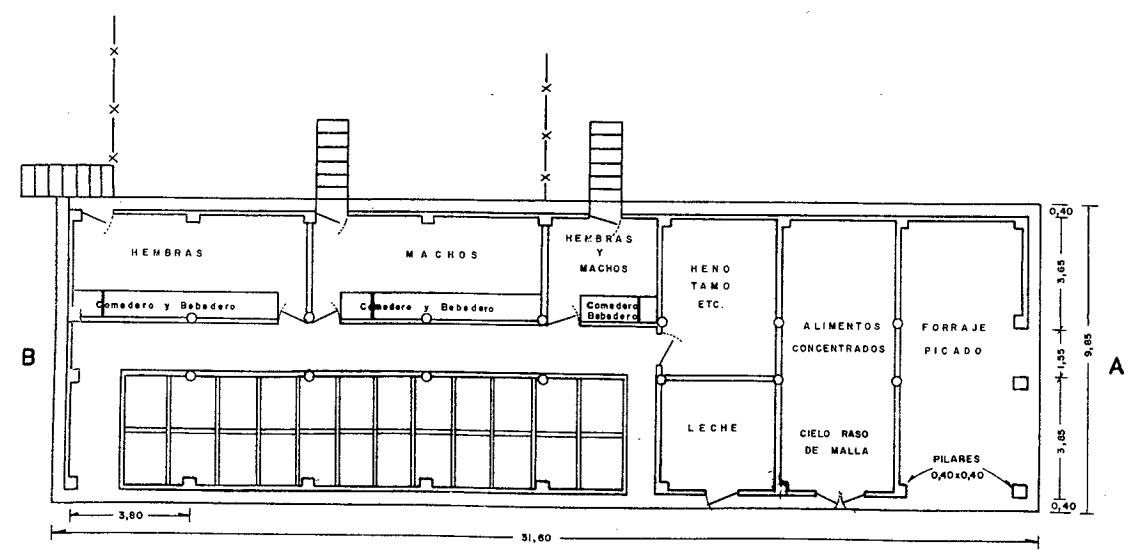 HEMBRAS
MACHOS
HEMBRAS
Y
MACHOS
HENO
TAMO
ETC.
Comedero y Bebedero
Comedero y Bebedero
Comedero
Bebedero
ALIMENTOS
CONCENTRADOS
FORRAJE
PICADO
LECHE
CIELO RASO
DE MALLA
PILARES
0,40x0,40
B
A
0,40
3,65
1,55
9,85
3,85
0,40
3,80
31,60